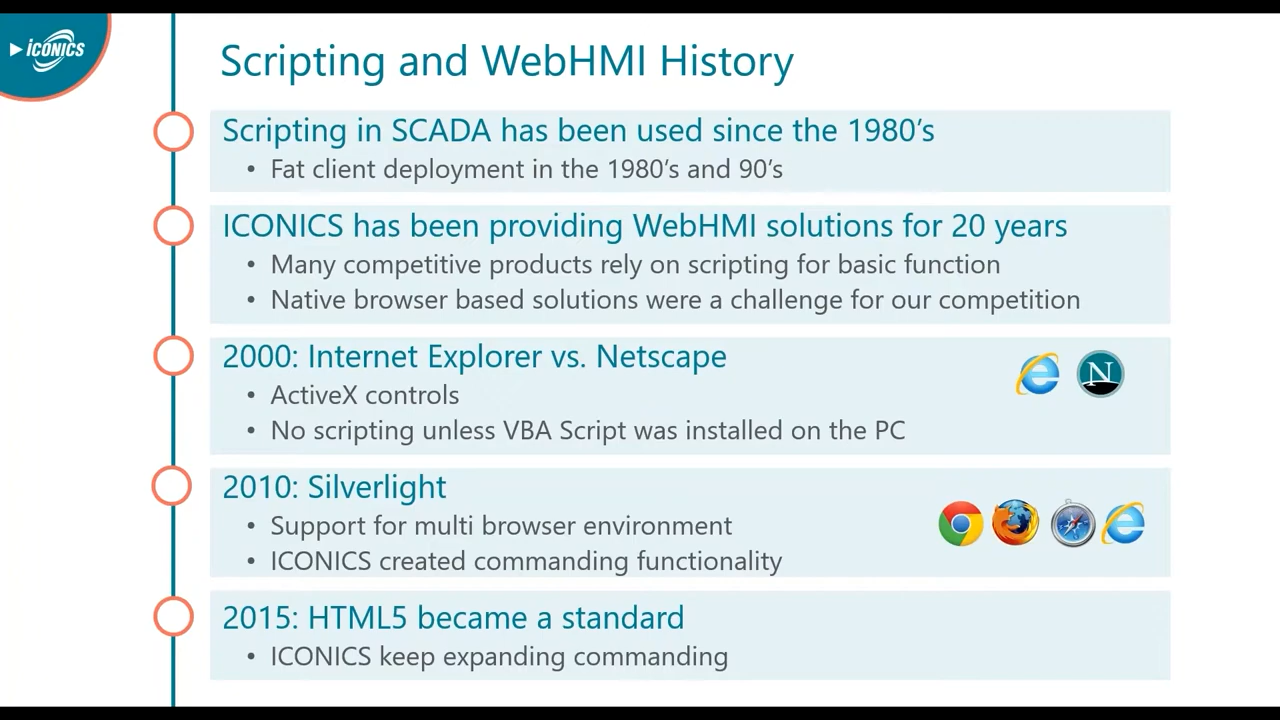 ICONICS
Scripting and WebHMI History
Scripting in SCADA has been used since the 1980’s
• Fat client deployment in the 1980’s and 90’s
ICONICS has been providing WebHMI solutions for 20 years
• Many competitive products rely on scripting for basic function
• Native browser based solutions were a challenge for our competition
2000: Internet Explorer vs. Netscape
• ActiveX controls
• No scripting unless VBA Script was installed on the PC
N
2010: Silverlight
• Support for multi browser environment
• ICONICS created commanding functionality
2015: HTML5 became a standard
• ICONICS keep expanding commanding